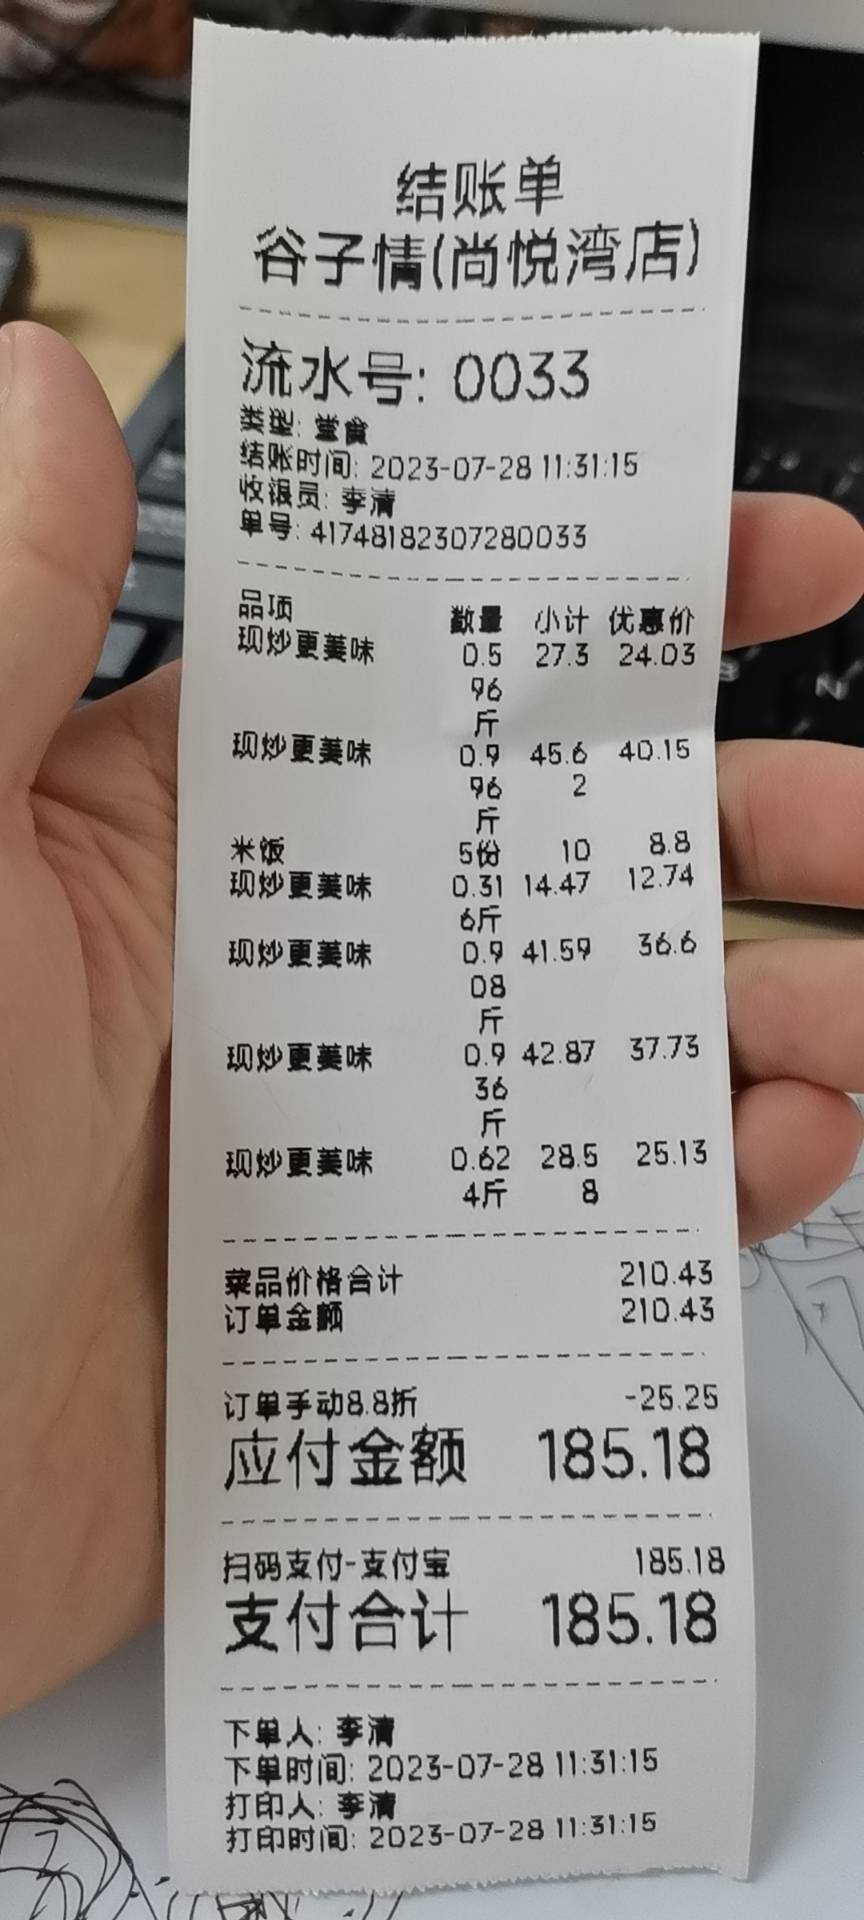 结账单
谷子情(尚悦湾店)
流水号: 0033
类型: 堂食
结账时间: 2023-07-28 11:31:15
收银员: 李清
单号: 41748182307280033
品项 数量 小计 优惠价
现炒更美味 0.5 27.3 24.03
96
斤
现炒更美味 0.9 45.6 40.15
96 2
斤
米饭 5份 10 8.8
现炒更美味 0.31 14.47 12.74
6斤
现炒更美味 0.9 41.59 36.6
08
斤
现炒更美味 0.9 42.87 37.73
36
斤
现炒更美味 0.62 28.5 25.13
4斤 8
菜品价格合计 210.43
订单金额 210.43
订单手动8.8折 -25.25
应付金额 185.18
扫码支付-支付宝 185.18
支付合计 185.18
下单人: 李清
下单时间: 2023-07-28 11:31:15
打印人: 李清
打印时间: 2023-07-28 11:31:15
N